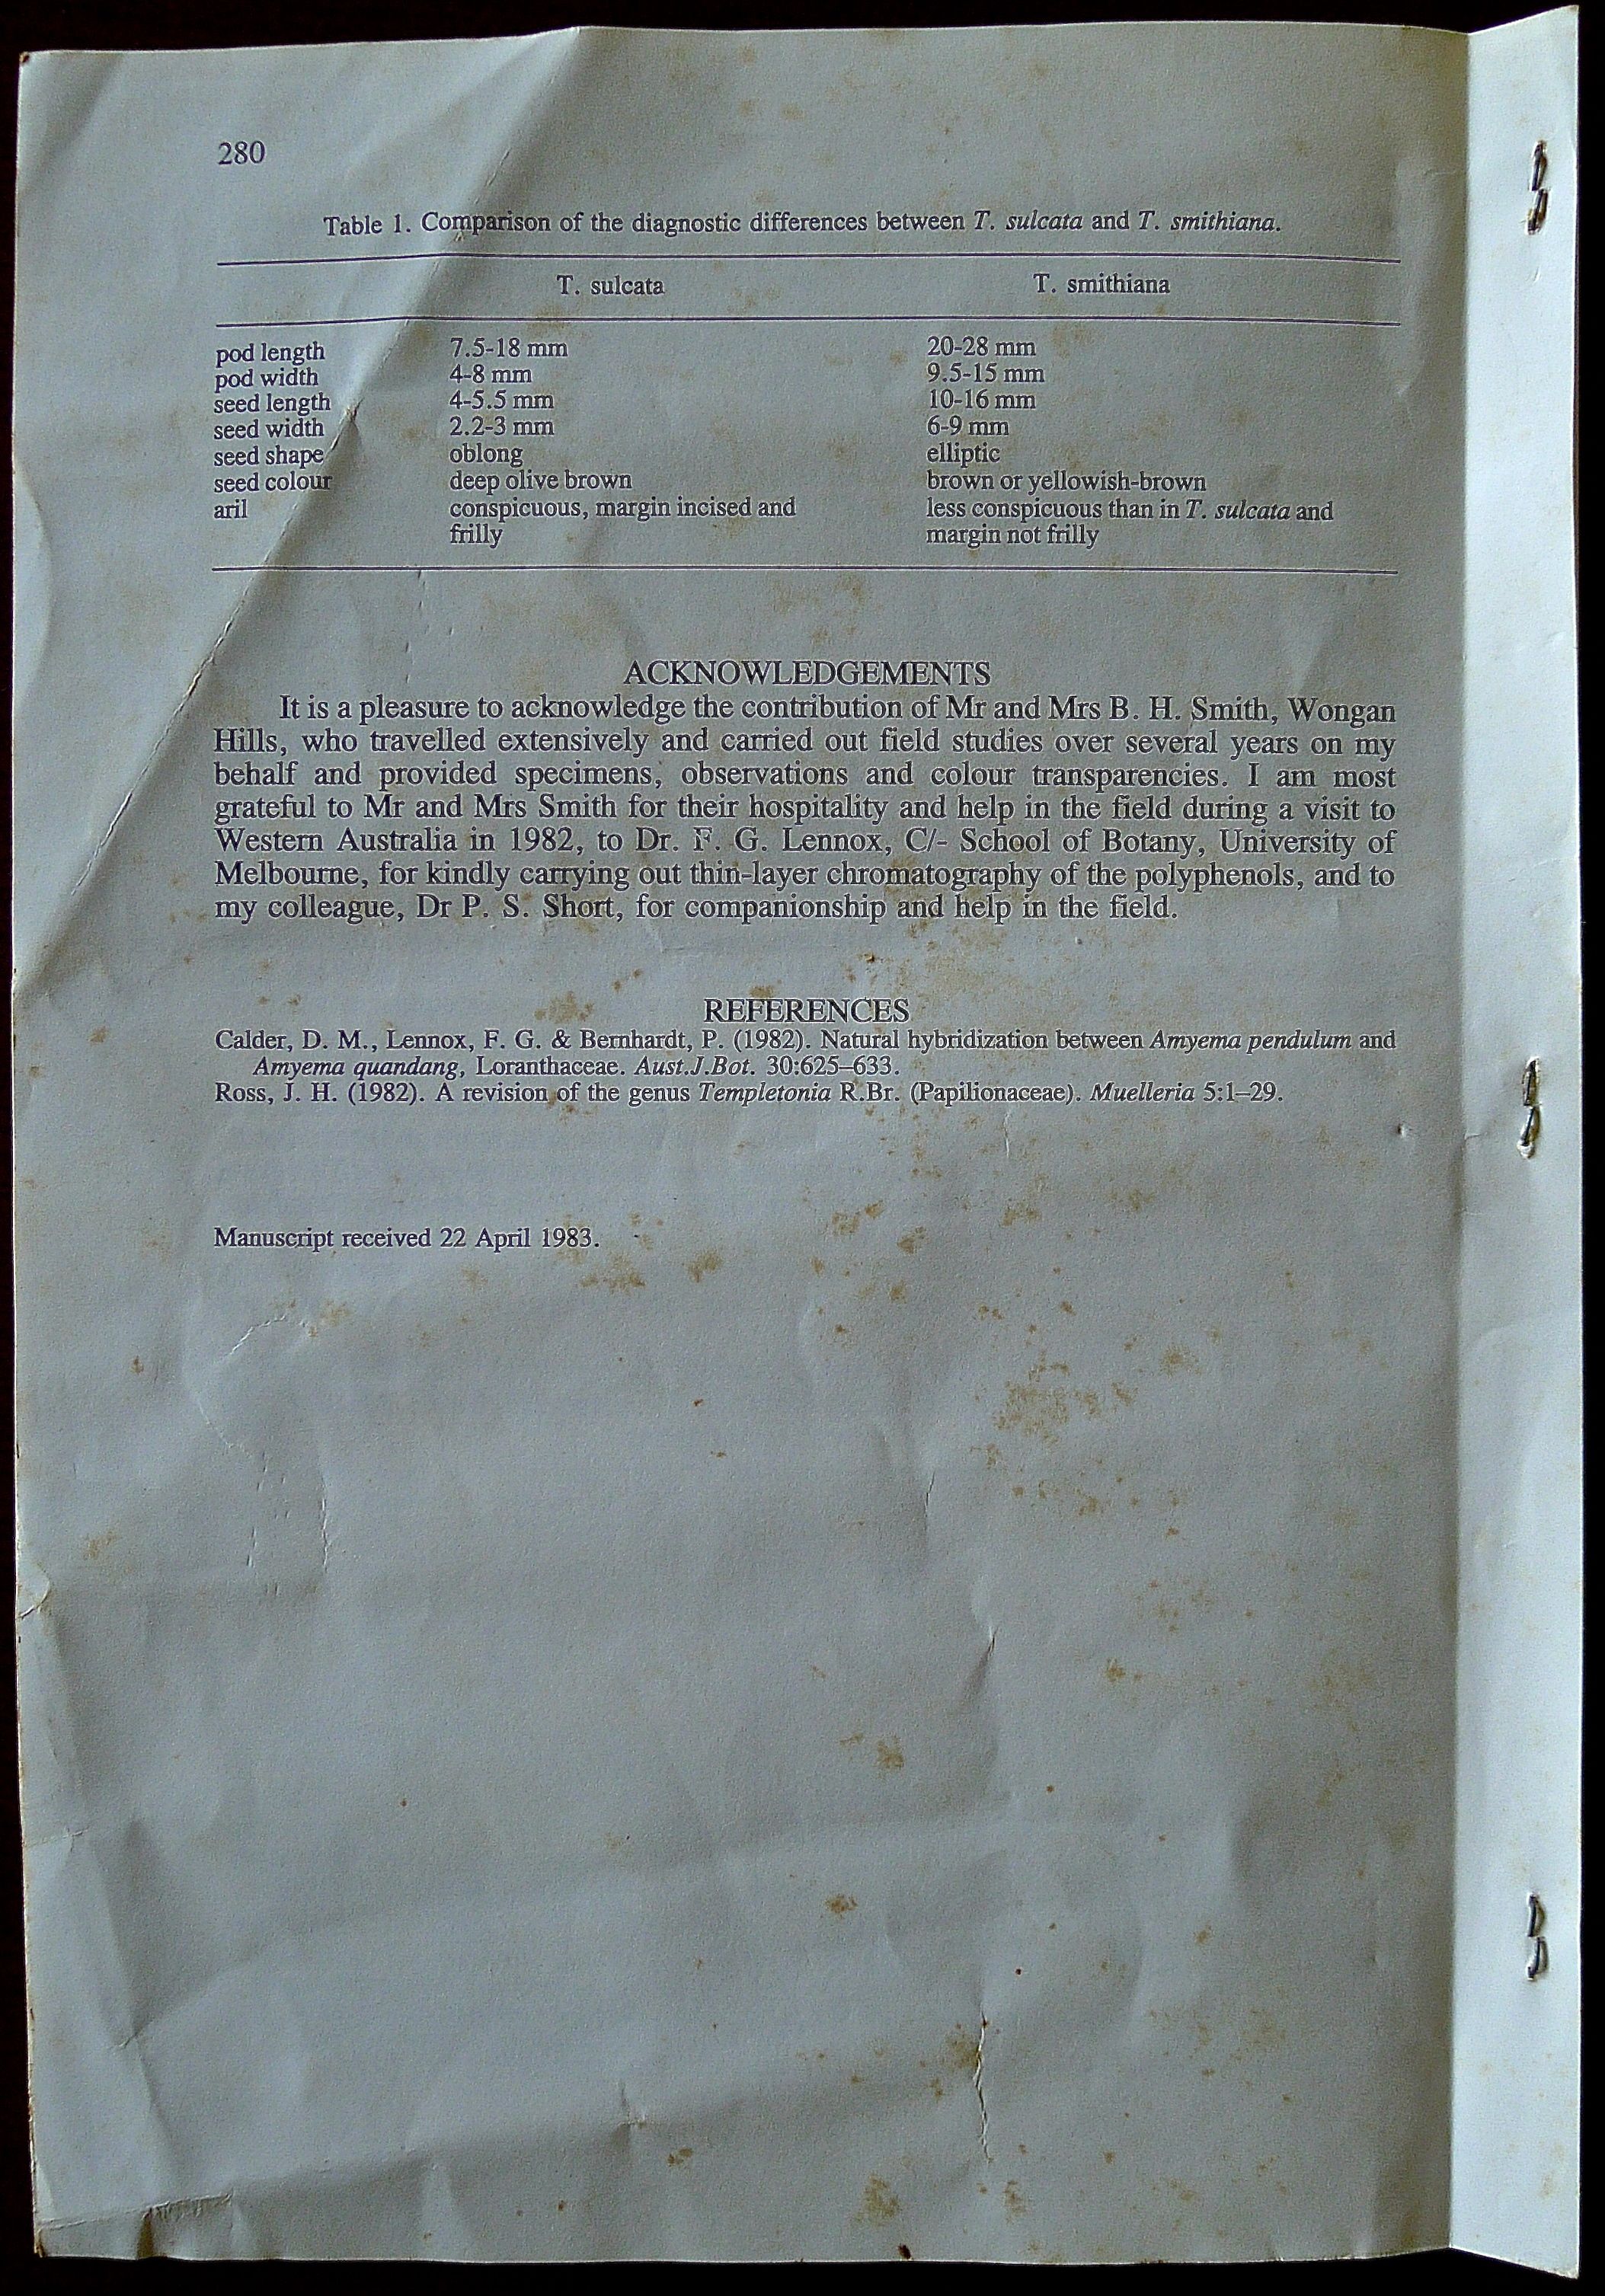 280
Table 1. Comparison of the diagnostic differences between T. sulcata and T. smithiana.
T. sulcata T. smithiana
pod length 7.5-18 mm 20-28 mm
pod width 4-8 mm 9.5-15 mm
seed length 4-5.5 mm 10-16 mm
seed width 2.2-3 mm 6-9 mm
seed shape oblong elliptic
seed colour deep olive brown brown or yellowish-brown
aril conspicuous, margin incised and less conspicuous than in T. sulcata and
frilly margin not frilly
ACKNOWLEDGEMENTS
It is a pleasure to acknowledge the contribution of Mr and Mrs B. H. Smith, Wongan
Hills, who travelled extensively and carried out field studies over several years on my
behalf and provided specimens, observations and colour transparencies. I am most
grateful to Mr and Mrs Smith for their hospitality and help in the field during a visit to
Western Australia in 1982, to Dr. F. G. Lennox, C/- School of Botany, University of
Melbourne, for kindly carrying out thin-layer chromatography of the polyphenols, and to
my colleague, Dr P. S. Short, for companionship and help in the field.
REFERENCES
Calder, D. M., Lennox, F. G. & Bernhardt, P. (1982). Natural hybridization between Amyema pendulum and
Amyema quandang, Loranthaceae. Aust.J.Bot. 30:625–633.
Ross, J. H. (1982). A revision of the genus Templetonia R.Br. (Papilionaceae). Muelleria 5:1–29.
Manuscript received 22 April 1983.